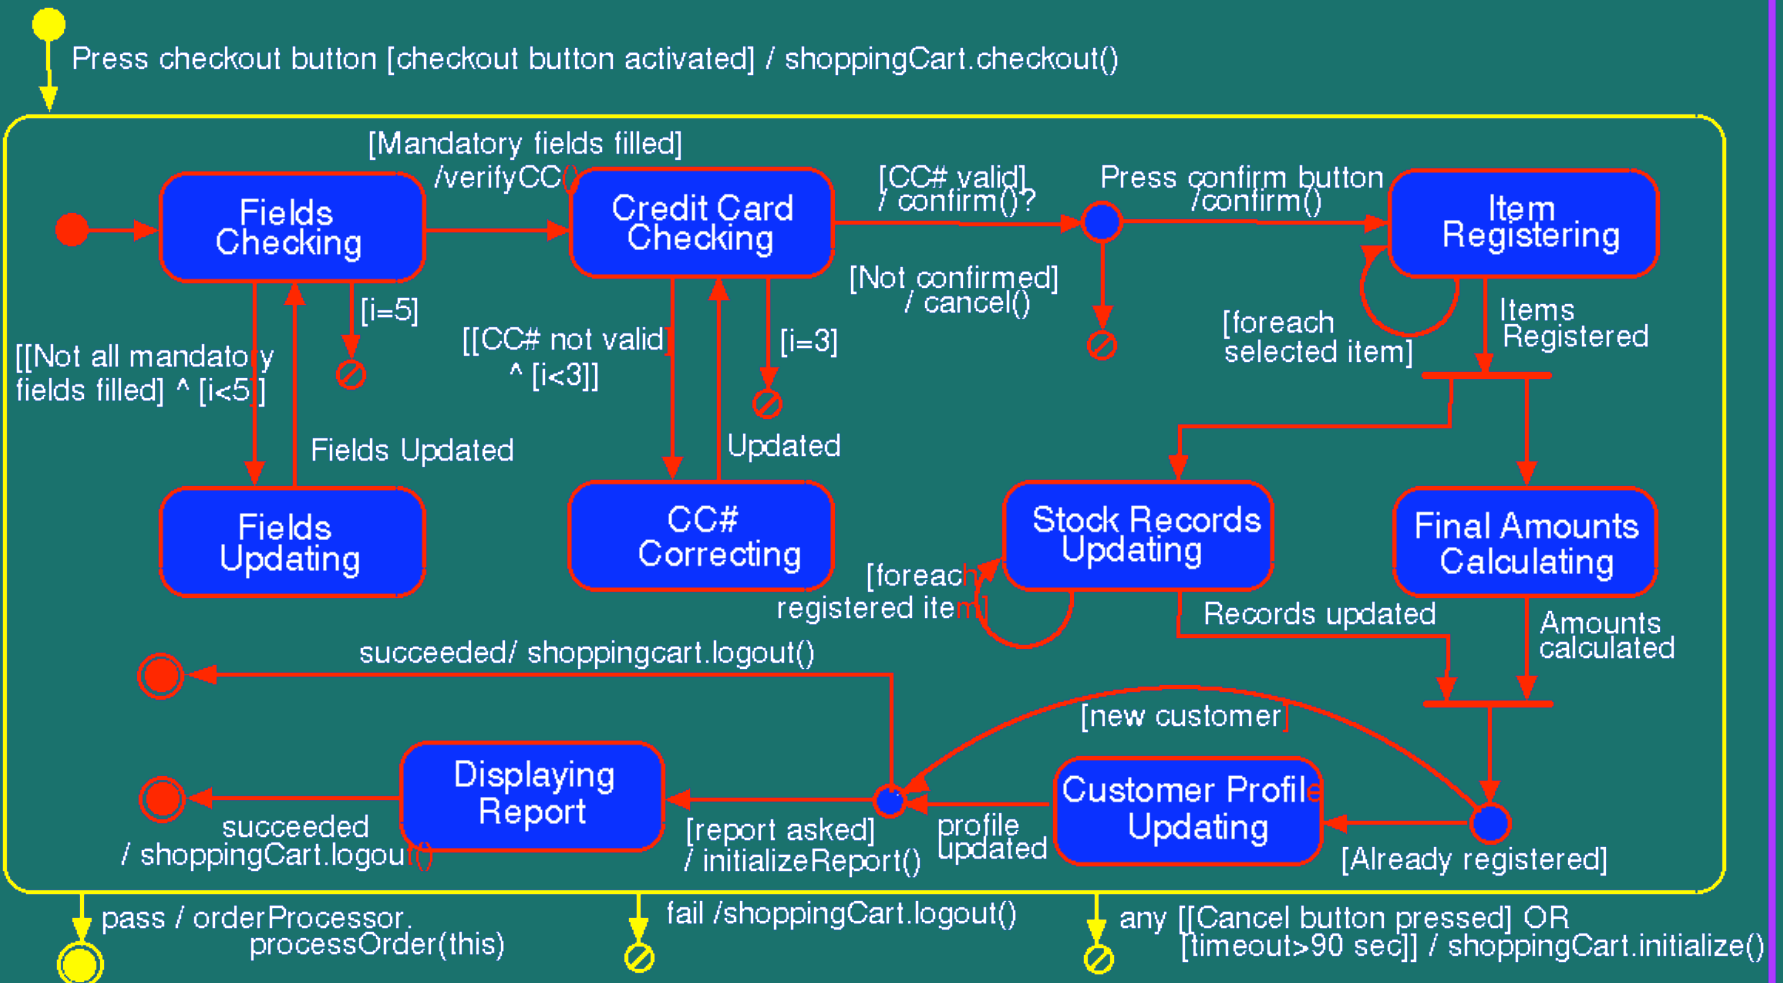 Press checkout button [checkout button activated] / shoppingCart.checkout()
[Mandatory fields filled]
/verifyCC()
[CC# valid]
/ confirm()?
Press confirm button
/confirm()
Fields
Checking
Credit Card
Checking
Item
Registering
[Not confirmed]
/ cancel()
[i=5]
[[Not all mandatory
fields filled] ^ [i<5]]
[[CC# not valid]
^ [i<3]]
[i=3]
[foreach
selected item]
Items
Registered
Fields Updated
Updated
Fields
Updating
CC#
Correcting
Stock Records
Updating
Final Amounts
Calculating
[foreach
registered item]
Records updated
Amounts
calculated
succeeded/ shoppingcart.logout()
[new customer]
Displaying
Report
Customer Profile
Updating
succeeded
/ shoppingCart.logout()
[report asked]
/ initializeReport()
profile
updated
[Already registered]
pass / orderProcessor.
processOrder(this)
fail /shoppingCart.logout()
any [[Cancel button pressed] OR
[timeout>90 sec]] / shoppingCart.initialize()